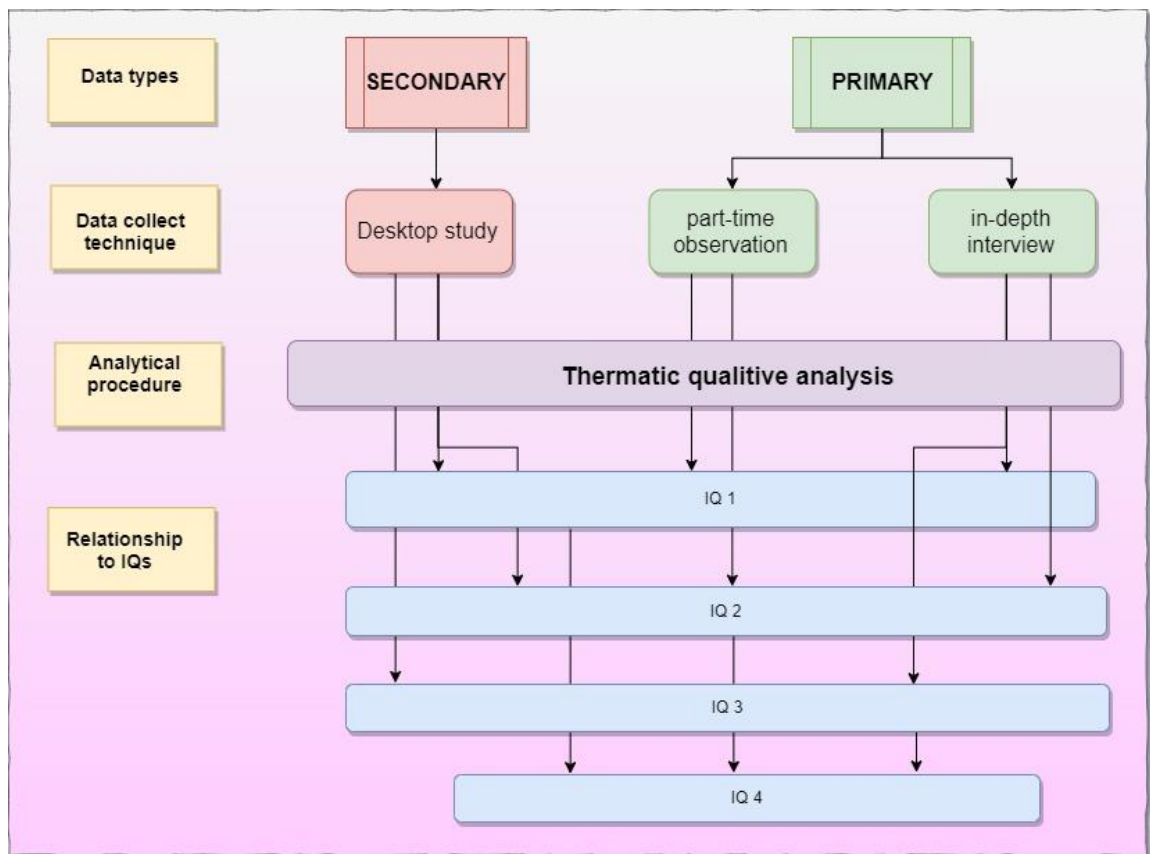 Data types
SECONDARY
PRIMARY
Data collect
technique
Desktop study
part-time
observation
in-depth
interview
Analytical
procedure
Thermatic qualitive analysis
IQ 1
Relationship
to IQs
IQ 2
IQ 3
IQ 4